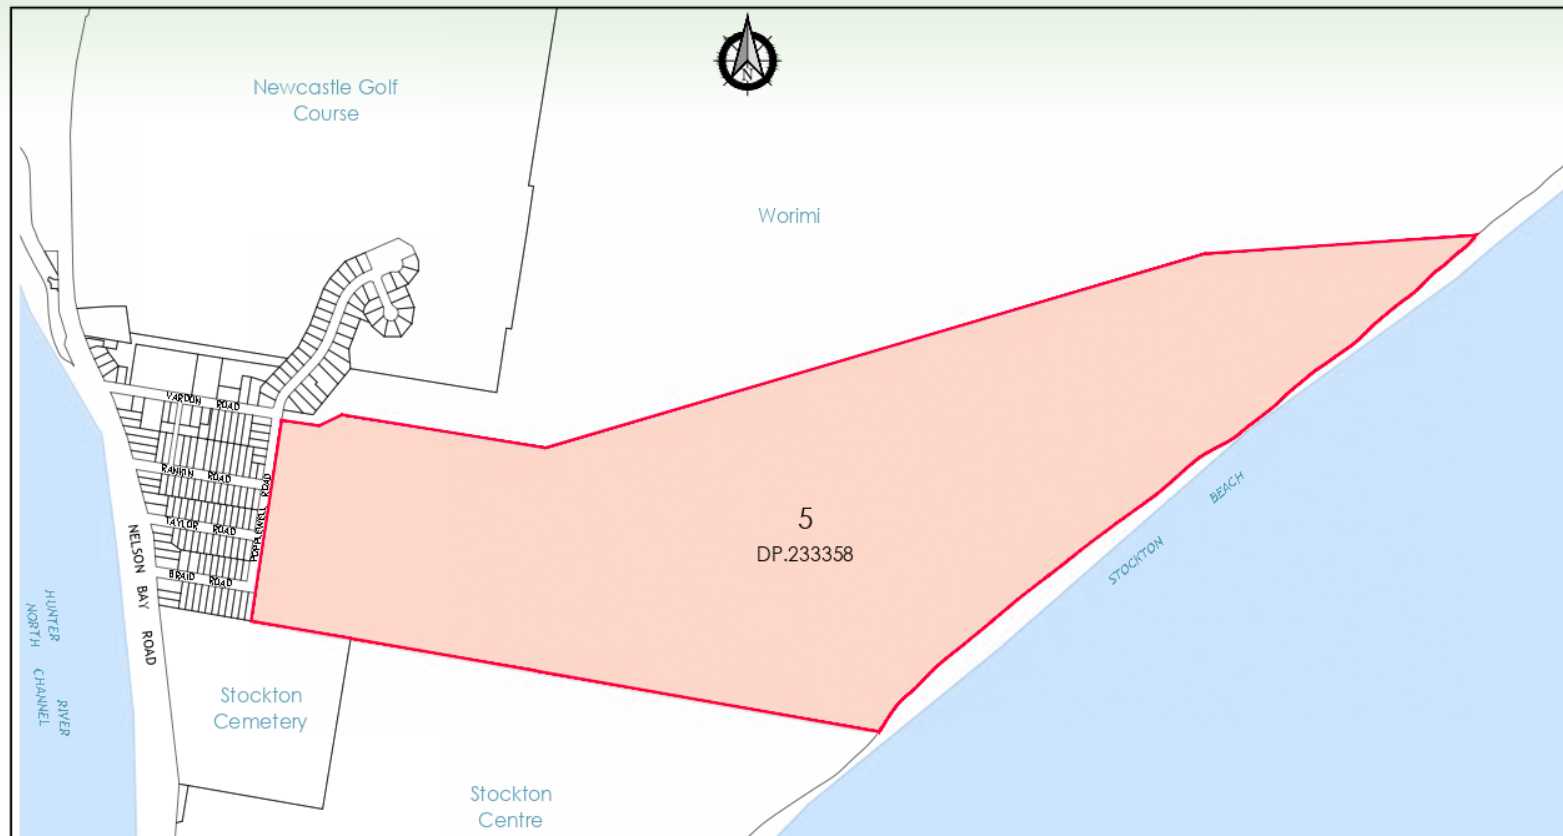 Newcastle Golf
Course
N
Worimi
VARDON ROAD
RANKIN ROAD
TAYLOR ROAD
BRAID ROAD
POPPLEWELL ROAD
NELSON BAY ROAD
HUNTER RIVER
NORTH CHANNEL
5
DP.233358
STOCKTON BEACH
Stockton
Cemetery
Stockton
Centre